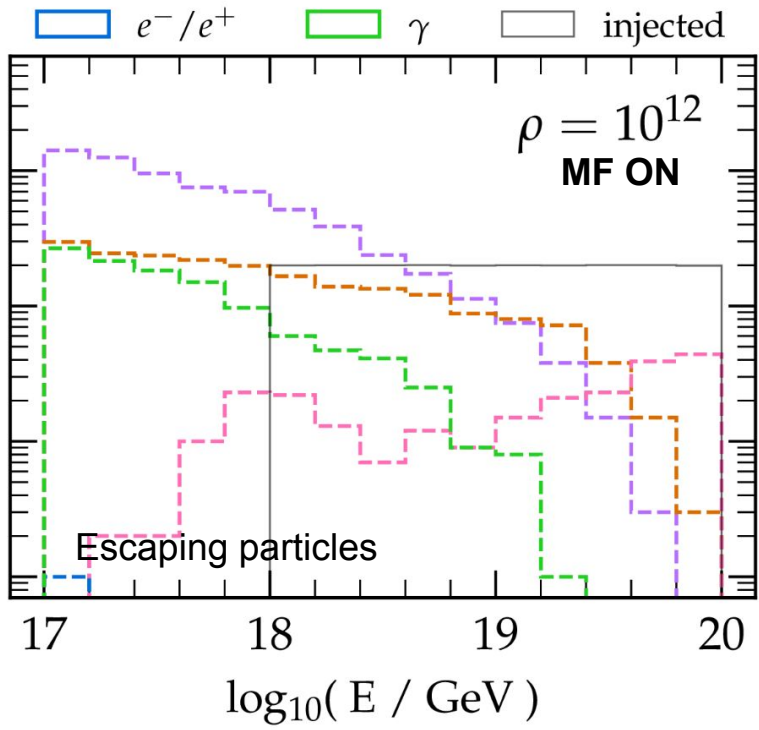 e⁻/e⁺ γ injected
ρ = 10¹²
MF ON
Escaping particles
17 18 19 20
log₁₀( E / GeV )